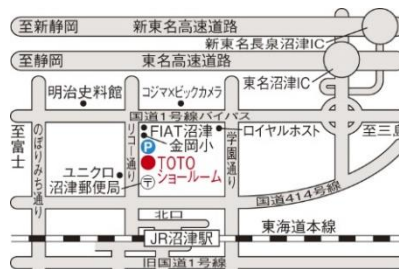 至新静岡 新東名高速道路
新東名長泉沼津IC
至静岡 東名高速道路
東名沼津IC
明治史料館 コジマ×ビックカメラ
国道1号線バイパス
至富士
のぼりみち通り
リコー通り
学園通り
FIAT沼津
ロイヤルホスト
至三島
P 金岡小
TOTO
ショールーム
ユニクロ
沼津郵便局
〒
国道414号線
北口
東海道本線
JR沼津駅
旧国道1号線